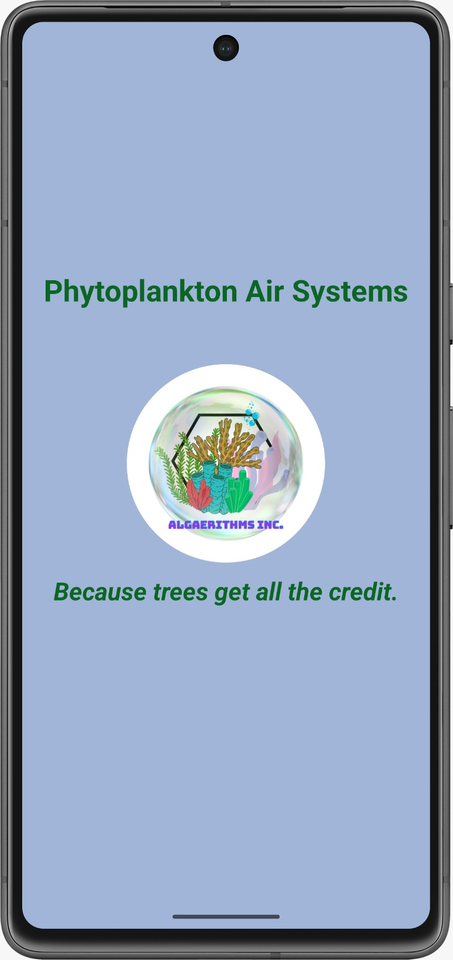 Phytoplankton Air Systems
ALGAERITHMS INC.
Because trees get all the credit.